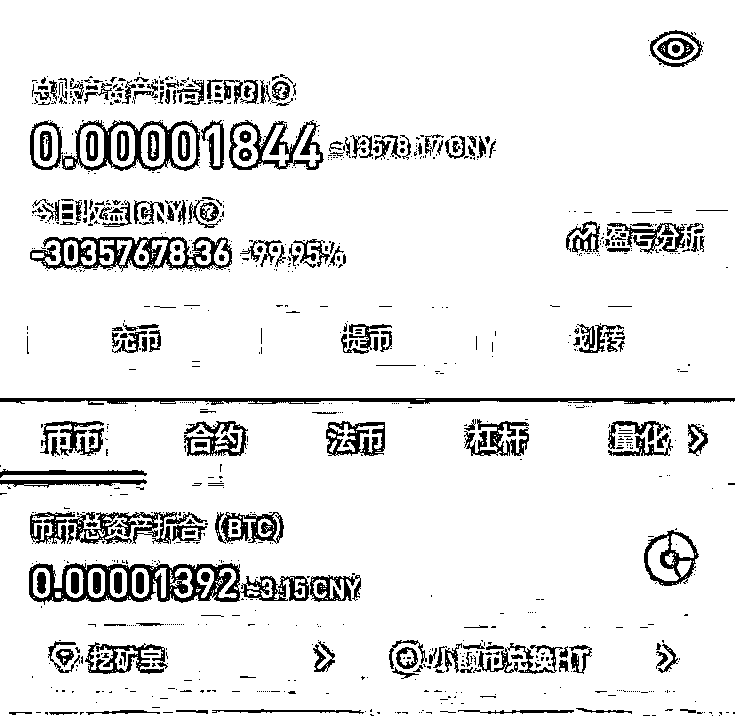 总账户资产折合(BTC)
0.00001844 ≈13578.17 CNY
今日收益(CNY)
-30357678.36 -99.95%
盈亏分析
充币 提币 划转
币币 合约 法币 杠杆 量化
币币总资产折合 (BTC)
0.00001392 ≈3.15 CNY
挖矿宝 小额币兑换HT